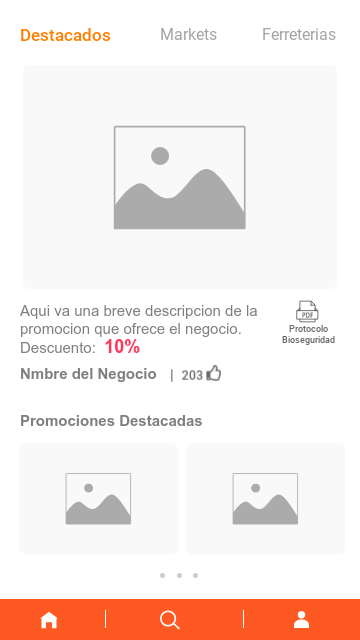 Destacados Markets Ferreterias
Aqui va una breve descripcion de la
promocion que ofrece el negocio.
Descuento: 10%
PDF
Protocolo
Bioseguridad
Nmbre del Negocio | 203
Promociones Destacadas